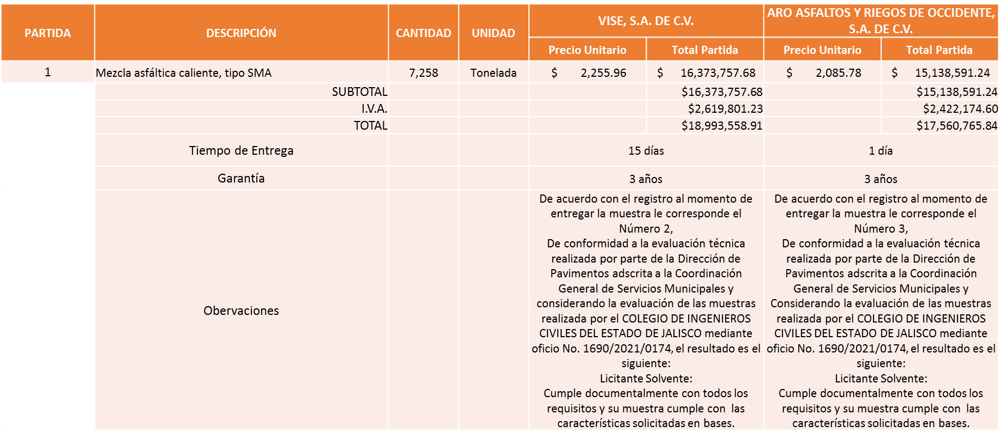 PARTIDA
DESCRIPCIÓN
CANTIDAD
UNIDAD
VISE, S.A. DE C.V.
ARO ASFALTOS Y RIEGOS DE OCCIDENTE,
S.A. DE C.V.
Precio Unitario
Total Partida
Precio Unitario
Total Partida
1
Mezcla asfáltica caliente, tipo SMA
7,258
Tonelada
$ 2,255.96
$ 16,373,757.68
$ 2,085.78
$ 15,138,591.24
SUBTOTAL
$16,373,757.68
$15,138,591.24
I.V.A.
$2,619,801.23
$2,422,174.60
TOTAL
$18,993,558.91
$17,560,765.84
Tiempo de Entrega
15 días
1 día
Garantía
3 años
3 años
Obervaciones
De acuerdo con el registro al momento de
entregar la muestra le corresponde el
Número 2,
De conformidad a la evaluación técnica
realizada por parte de la Dirección de
Pavimentos adscrita a la Coordinación
General de Servicios Municipales y
considerando la evaluación de las muestras
realizada por el COLEGIO DE INGENIEROS
CIVILES DEL ESTADO DE JALISCO mediante
oficio No. 1690/2021/0174, el resultado es el
siguiente:
Licitante Solvente:
Cumple documentalmente con todos los
requisitos y su muestra cumple con las
características solicitadas en bases.
De acuerdo con el registro al momento de
entregar la muestra le corresponde el
Número 3,
De conformidad a la evaluación técnica
realizada por parte de la Dirección de
Pavimentos adscrita a la Coordinación
General de Servicios Municipales y
Considerando la evaluación de las muestras
realizada por el COLEGIO DE INGENIEROS
CIVILES DEL ESTADO DE JALISCO mediante
oficio No. 1690/2021/0174, el resultado es el
siguiente:
Licitante Solvente:
Cumple documentalmente con todos los
requisitos y su muestra cumple con las
características solicitadas en bases.